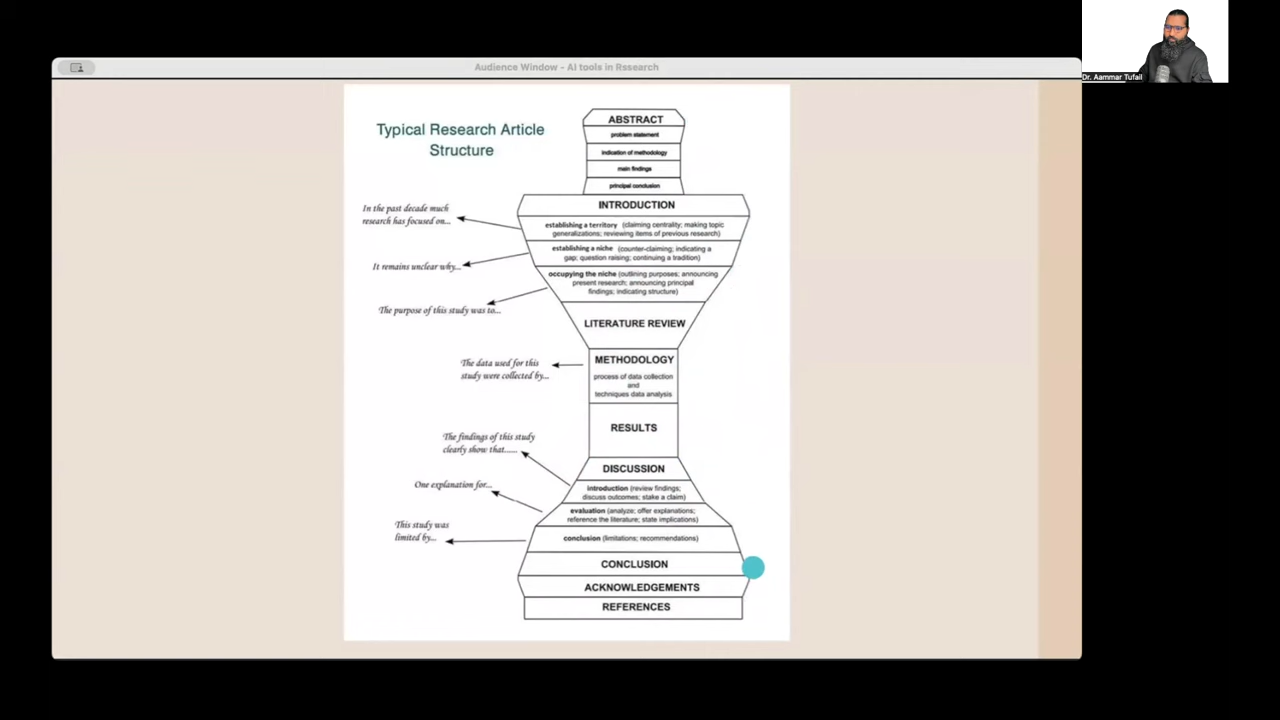 Dr. Aammar Tufail
Audience Window - AI tools in Rssearch
Typical Research Article
Structure
ABSTRACT
problem statement
indication of methodology
main findings
principal conclusion
INTRODUCTION
In the past decade much
research has focused on...
establishing a territory (claiming centrality; making topic
generalizations; reviewing items of previous research)
It remains unclear why...
establishing a niche (counter-claiming; indicating a
gap; question raising; continuing a tradition)
The purpose of this study was to...
occupying the niche (outlining purposes; announcing
present research; announcing principal
findings; indicating structure)
LITERATURE REVIEW
The data used for this
study were collected by...
METHODOLOGY
process of data collection
and
techniques data analysis
RESULTS
The findings of this study
clearly show that......
DISCUSSION
introduction (review findings;
discuss outcomes; stake a claim)
One explanation for...
evaluation (analyze; offer explanations;
reference the literature; state implications)
This study was
limited by...
conclusion (limitations; recommendations)
CONCLUSION
ACKNOWLEDGEMENTS
REFERENCES